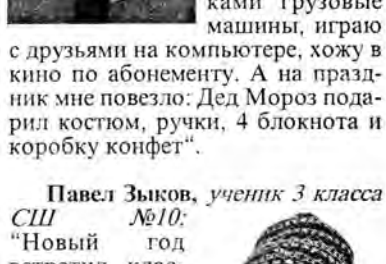 ками грузовые
машины, играю
с друзьями на компьютере, хожу в
кино по абонементу. А на празд-
ник мне повезло: Дед Мороз пода-
рил костюм, ручки, 4 блокнота и
коробку конфет“.
Павел Зыков, ученик 3 класса
СШ №10:
“Новый год